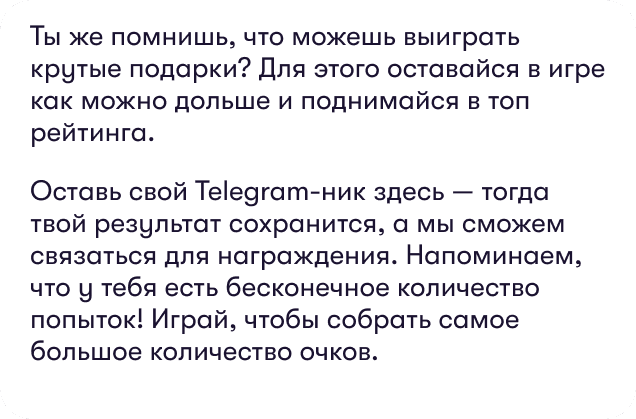 Ты же помнишь, что можешь выиграть
крутые подарки? Для этого оставайся в игре
как можно дольше и поднимайся в топ
рейтинга.
Оставь свой Telegram-ник здесь — тогда
твой результат сохранится, а мы сможем
связаться для награждения. Напоминаем,
что у тебя есть бесконечное количество
попыток! Играй, чтобы собрать самое
большое количество очков.